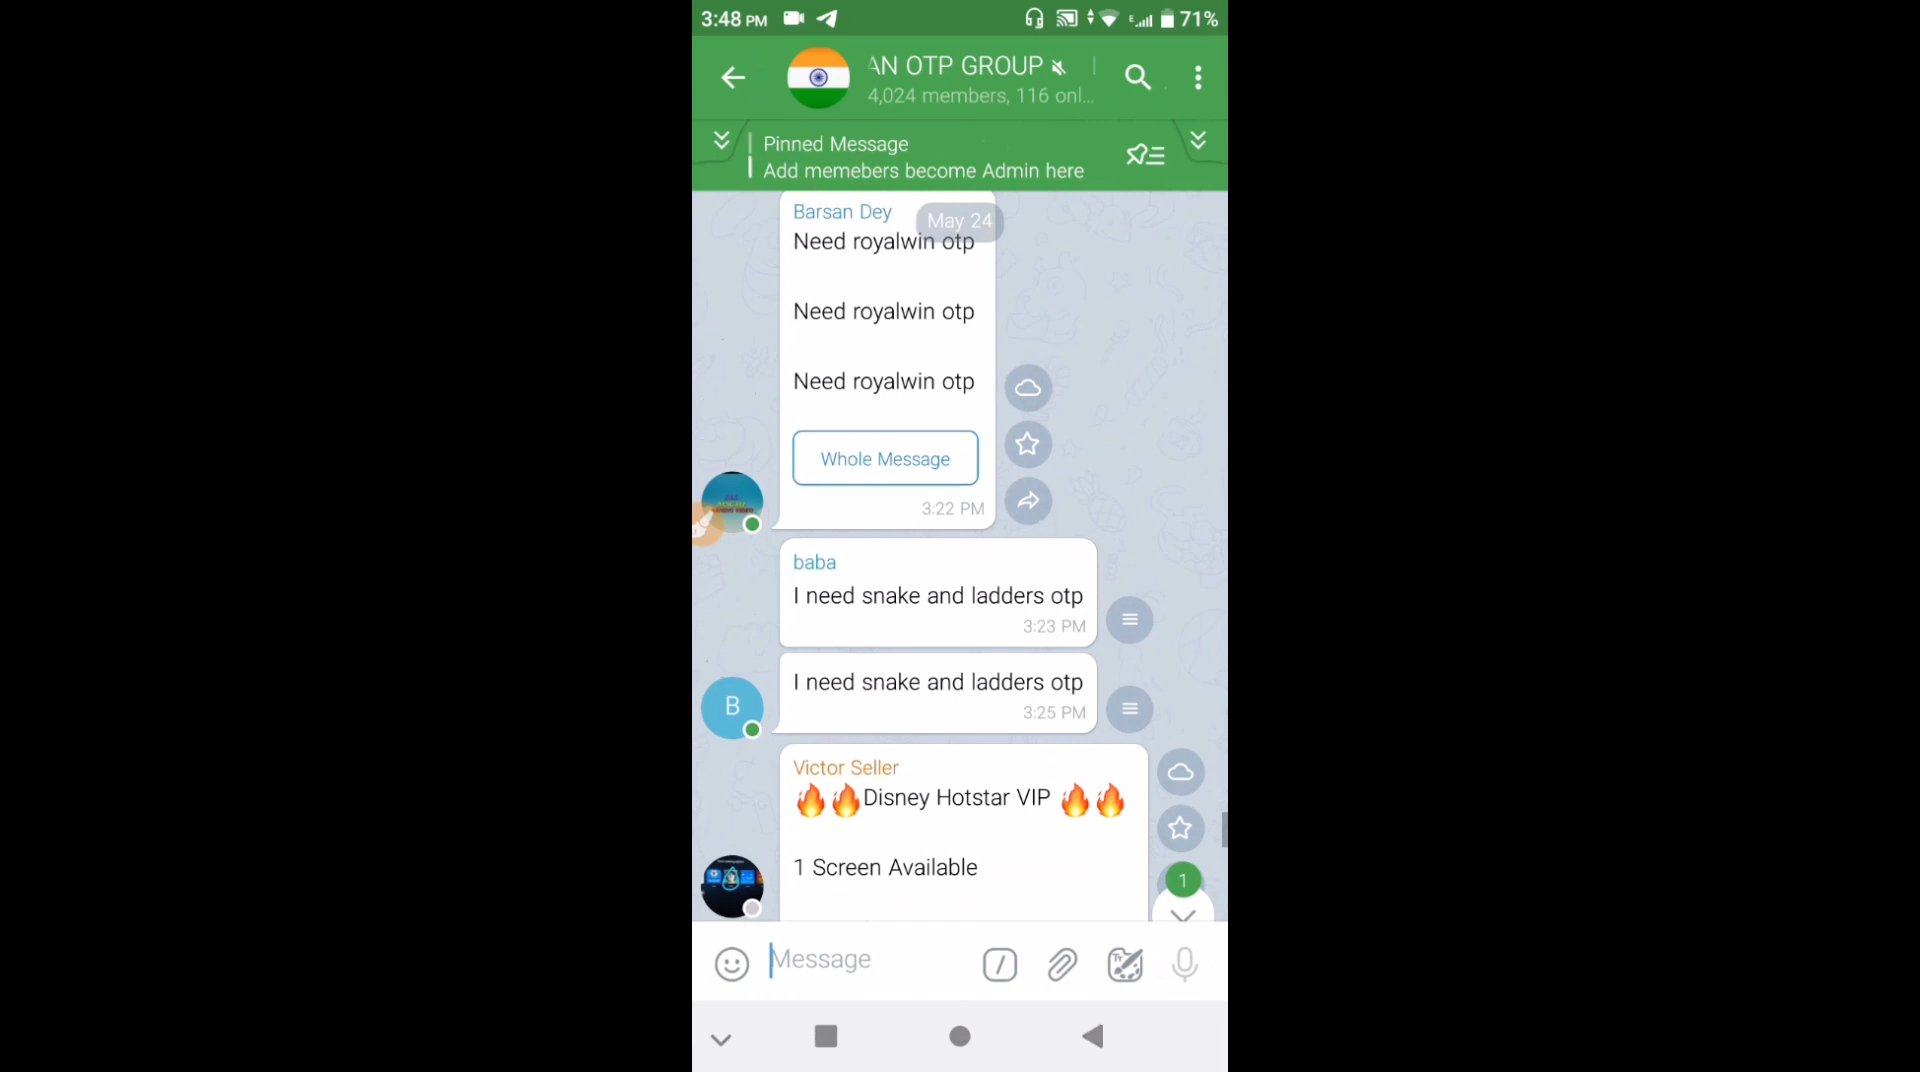 3:48 PM
E
71%
AN OTP GROUP
4,024 members, 116 onl...
Pinned Message
Add memebers become Admin here
May 24
Barsan Dey
Need royalwin otp
Need royalwin otp
Need royalwin otp
Whole Message
3:22 PM
baba
I need snake and ladders otp
3:23 PM
I need snake and ladders otp
3:25 PM
B
Victor Seller
🔥🔥Disney Hotstar VIP 🔥🔥
1 Screen Available
1
Message